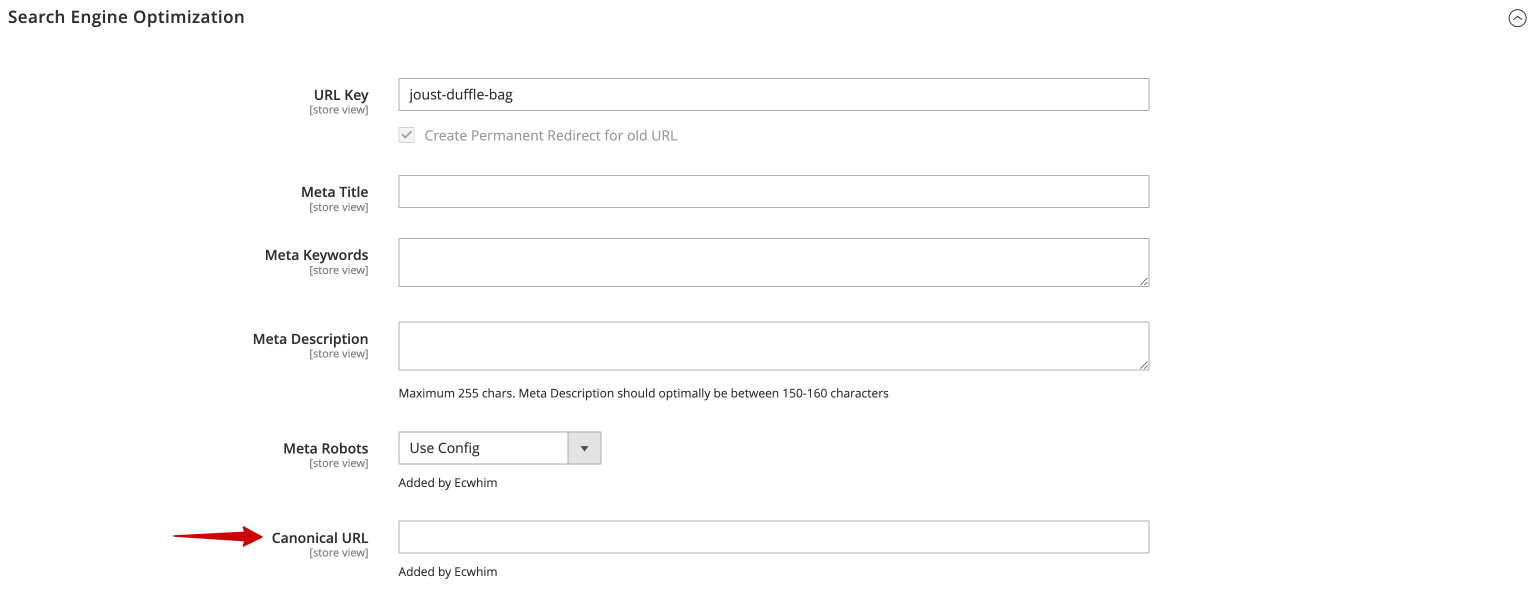 Search Engine Optimization
URL Key
[store view]
joust-duffle-bag
Create Permanent Redirect for old URL
Meta Title
[store view]
Meta Keywords
[store view]
Meta Description
[store view]
Maximum 255 chars. Meta Description should optimally be between 150-160 characters
Meta Robots
[store view]
Use Config
Added by Ecwhim
Canonical URL
[store view]
Added by Ecwhim